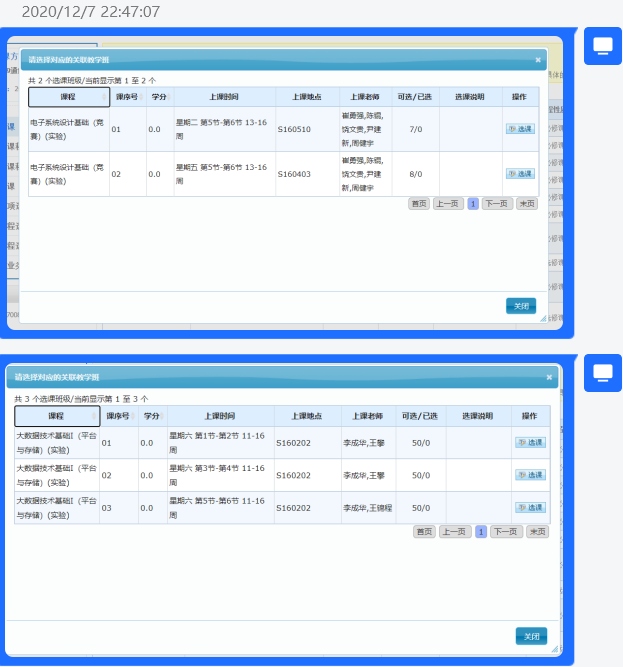 2020/12/7 22:47:07
请选择对应的关联教学图
共 2 个选课班级/当前显示第 1 至 2 个
课程 课序号 学分 上课时间 上课地点 上课老师 可选/已选 选课说明 操作
电子系统设计基础（竞赛）(实验) 01 0.0 星期二 第5节-第6节 13-16周 S160510 崔勇强,陈椤,饶文贵,尹建新,周健宇 7/0 选课
电子系统设计基础（竞赛）(实验) 02 0.0 星期五 第5节-第6节 13-16周 S160403 崔勇强,陈椤,饶文贵,尹建新,周健宇 8/0 选课
首页 上一页 1 下一页 末页
关闭
请选择对应的关联教学图
共 3 个选课班级/当前显示第 1 至 3 个
课程 课序号 学分 上课时间 上课地点 上课老师 可选/已选 选课说明 操作
大数据技术基础I（平台与存储）(实验) 01 0.0 星期六 第1节-第2节 11-16周 S160202 李成华,王攀 50/0 选课
大数据技术基础I（平台与存储）(实验) 02 0.0 星期六 第3节-第4节 11-16周 S160202 李成华,王攀 50/0 选课
大数据技术基础I（平台与存储）(实验) 03 0.0 星期六 第5节-第6节 11-16周 S160202 李成华,王锦程 50/0 选课
首页 上一页 1 下一页 末页
关闭